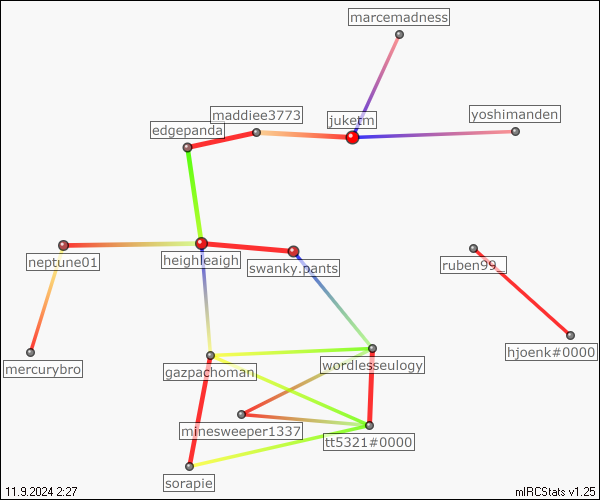 marcemadness
maddiee3773
juketm
yoshimanden
edgepanda
neptune01
heighleaigh
swanky.pants
ruben99_
mercurybro
gazpachoman
wordlesseulogy
hjoenk#0000
minesweeper1337
tt5321#0000
sorapie
11.9.2024 2:27
mIRCStats v1.25